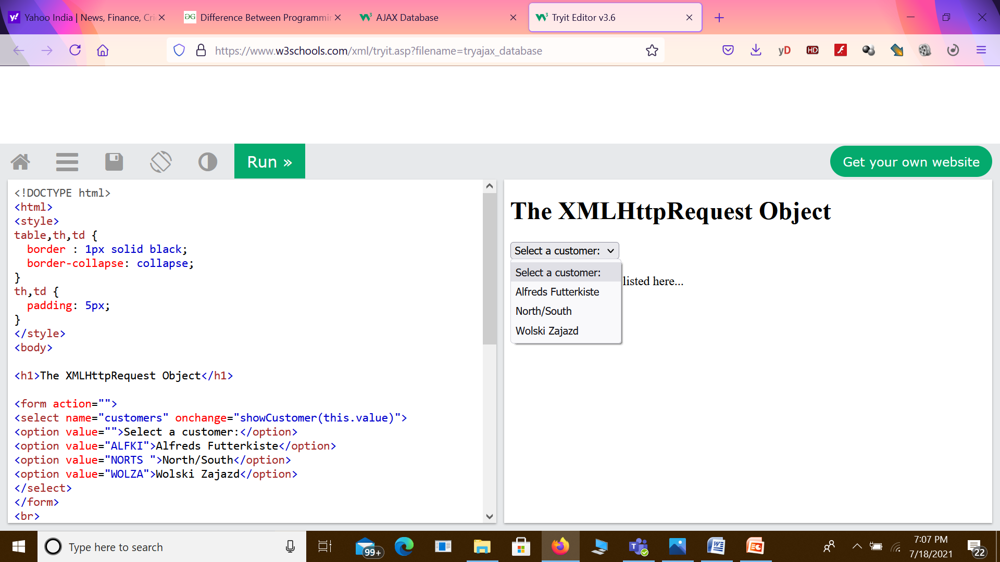 Yahoo India | News, Finance, Cri
Difference Between Programmin
AJAX Database
Tryit Editor v3.6
https://www.w3schools.com/xml/tryit.asp?filename=tryajax_database
yD
HD
Run »
Get your own website
<!DOCTYPE html>
<html>
<style>
table,th,td {
  border : 1px solid black;
  border-collapse: collapse;
}
th,td {
  padding: 5px;
}
</style>
<body>
<h1>The XMLHttpRequest Object</h1>
<form action="">
<select name="customers" onchange="showCustomer(this.value)">
<option value="">Select a customer:</option>
<option value="ALFKI">Alfreds Futterkiste</option>
<option value="NORTS ">North/South</option>
<option value="WOLZA">Wolski Zajazd</option>
</select>
</form>
<br>
The XMLHttpRequest Object
Select a customer:
Select a customer:
listed here...
Alfreds Futterkiste
North/South
Wolski Zajazd
Type here to search
99+
7:07 PM
7/18/2021
22